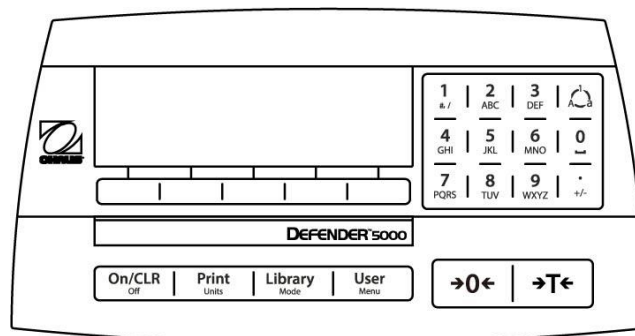 1 2 3 1
&, / ABC DEF A a
4 5 6 0
GHI JKL MNO
7 8 9 .
PQRS TUV WXYZ +/-
OHAUS
DEFENDER™5000
On/CLR Print Library User
Off Units Mode Menu
→0← →T←